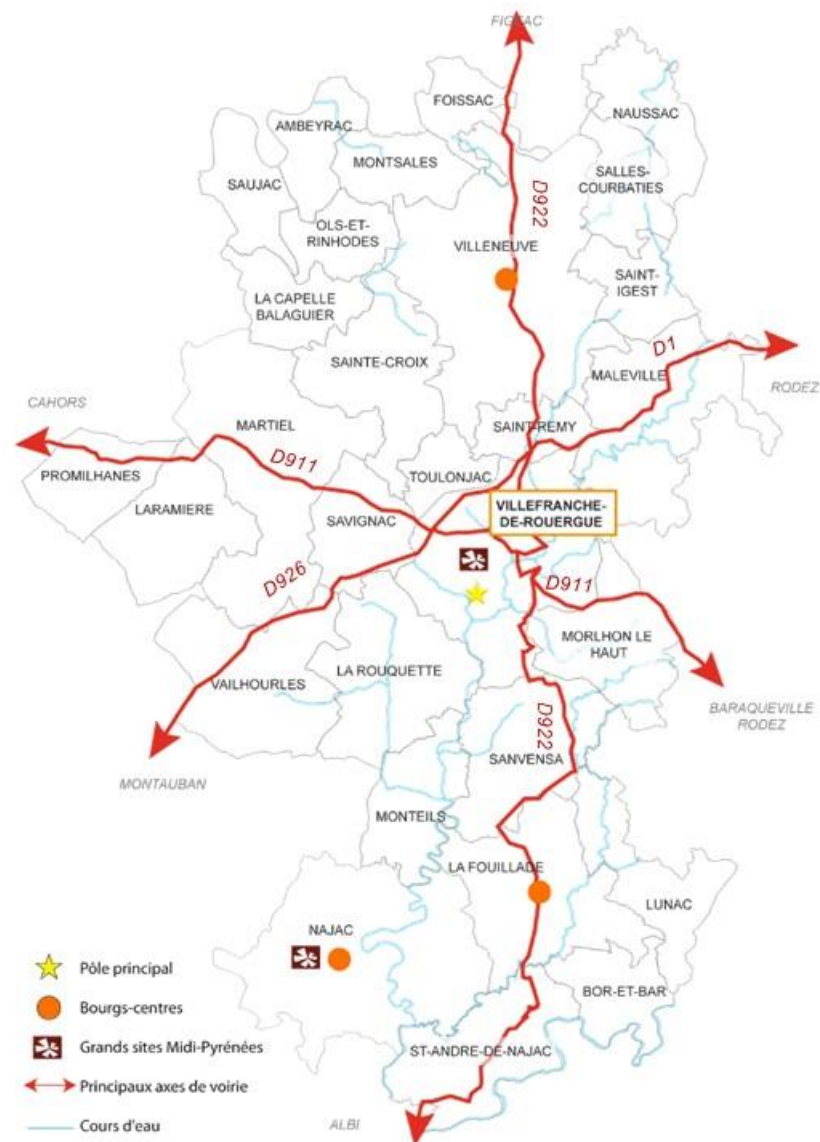 FIGEAC
FOISSAC
NAUSSAC
AMBEYRAC
MONTSALES
SALLES-
COURBATIES
SAUJAC
D922
OLS-ET-
RINHODES
VILLENEUVE
SAINT-
IGEST
LA CAPELLE
BALAGUIER
SAINTE-CROIX
D1
MALEVILLE
RODEZ
CAHORS
MARTIEL
SAINT-REMY
D911
TOULONJAC
PROMILHANES
LARAMIERE
VILLEFRANCHE-
DE-ROUERGUE
SAVIGNAC
D926
D911
MORLHON LE
HAUT
LA ROUQUETTE
VAILHOURLES
BARAQUEVILLE
RODEZ
D922
SANVENSA
MONTAUBAN
MONTEILS
LA FOUILLADE
LUNAC
NAJAC
Pôle principal
BOR-ET-BAR
Bourgs-centres
Grands sites Midi-Pyrénées
ST-ANDRE-DE-NAJAC
Principaux axes de voirie
ALBI
Cours d'eau